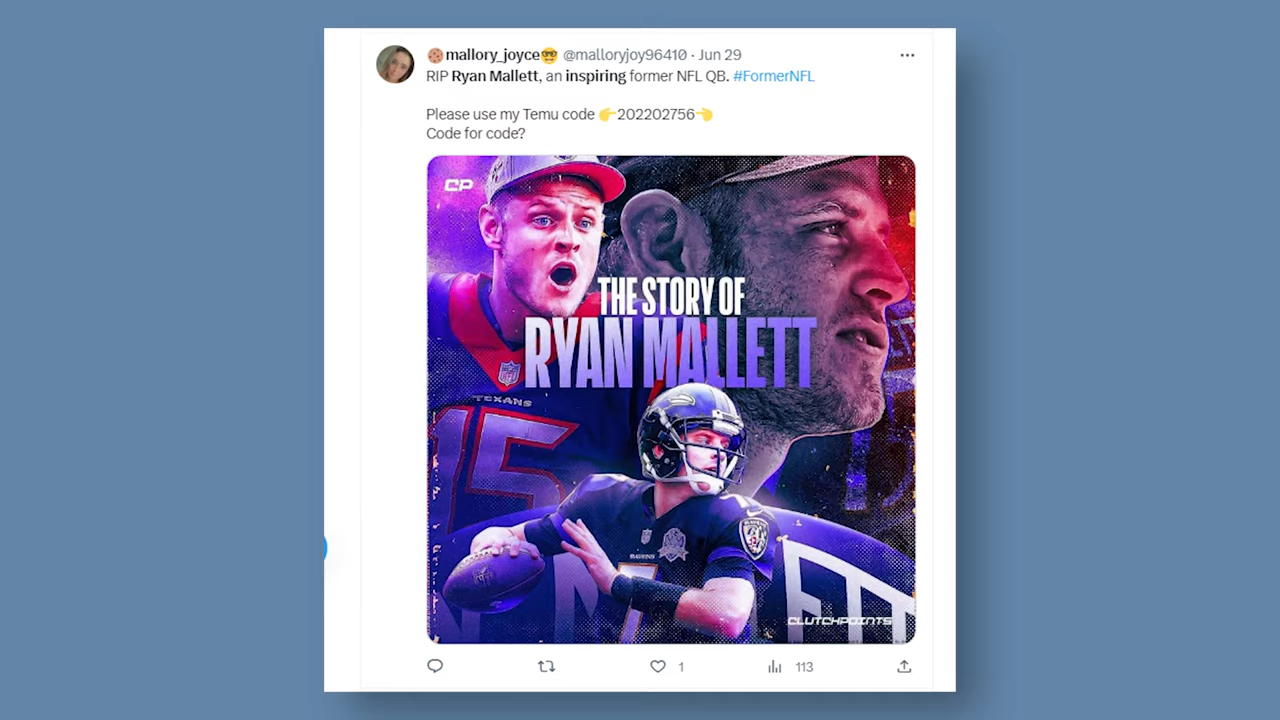 🍪mallory_joyce🤓 @malloryjoy96410 · Jun 29
RIP Ryan Mallett, an inspiring former NFL QB. #FormerNFL
Please use my Temu code 👉202202756👈
Code for code?
CP
THE STORY OF
RYAN MALLETT
NFL
TEXANS
15
RAVENS
CLUTCHPOINTS
1
113